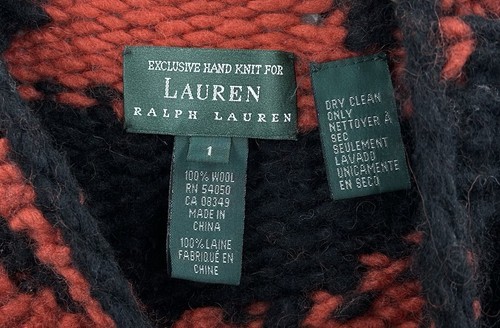 EXCLUSIVE HAND KNIT FOR
LAUREN
RALPH LAUREN
1
100% WOOL
RN 54050
CA 08349
MADE IN
CHINA
100% LAINE
FABRIQUÉ EN
CHINE
DRY CLEAN
ONLY
NETTOYER À
SEC
SEULEMENT
LAVADO
UNICAMENTE
EN SECO